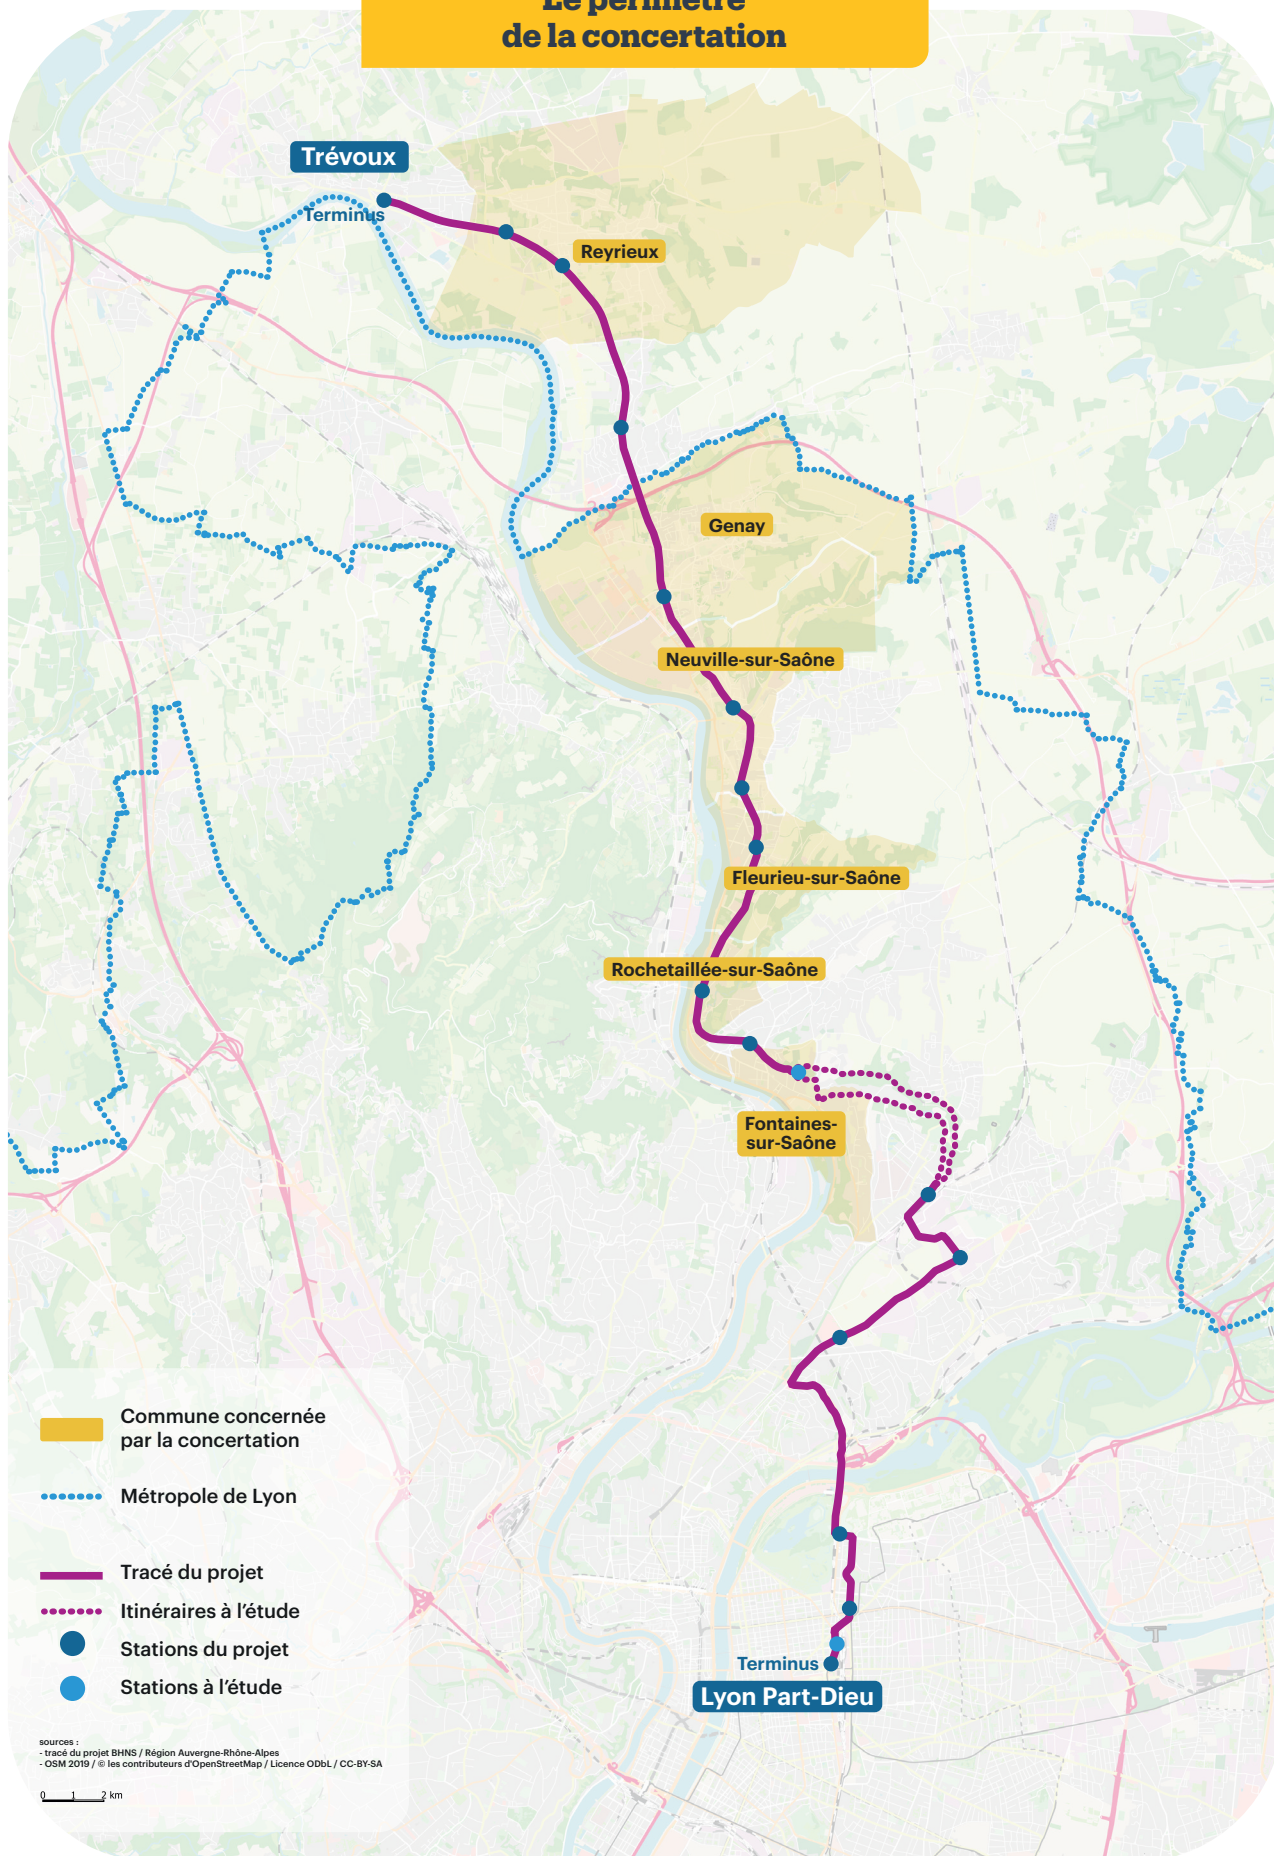 Le périmètre
de la concertation
Trévoux
Terminus
Reyrieux
Genay
Neuville-sur-Saône
Fleurieu-sur-Saône
Rochetaillée-sur-Saône
Fontaines-
sur-Saône
Terminus
Lyon Part-Dieu
Commune concernée
par la concertation
Métropole de Lyon
Tracé du projet
Itinéraires à l'étude
Stations du projet
Stations à l'étude
sources :
- tracé du projet BHNS / Région Auvergne-Rhône-Alpes
- OSM 2019 / © les contributeurs d'OpenStreetMap / Licence ODbL / CC-BY-SA
0 1 2 km